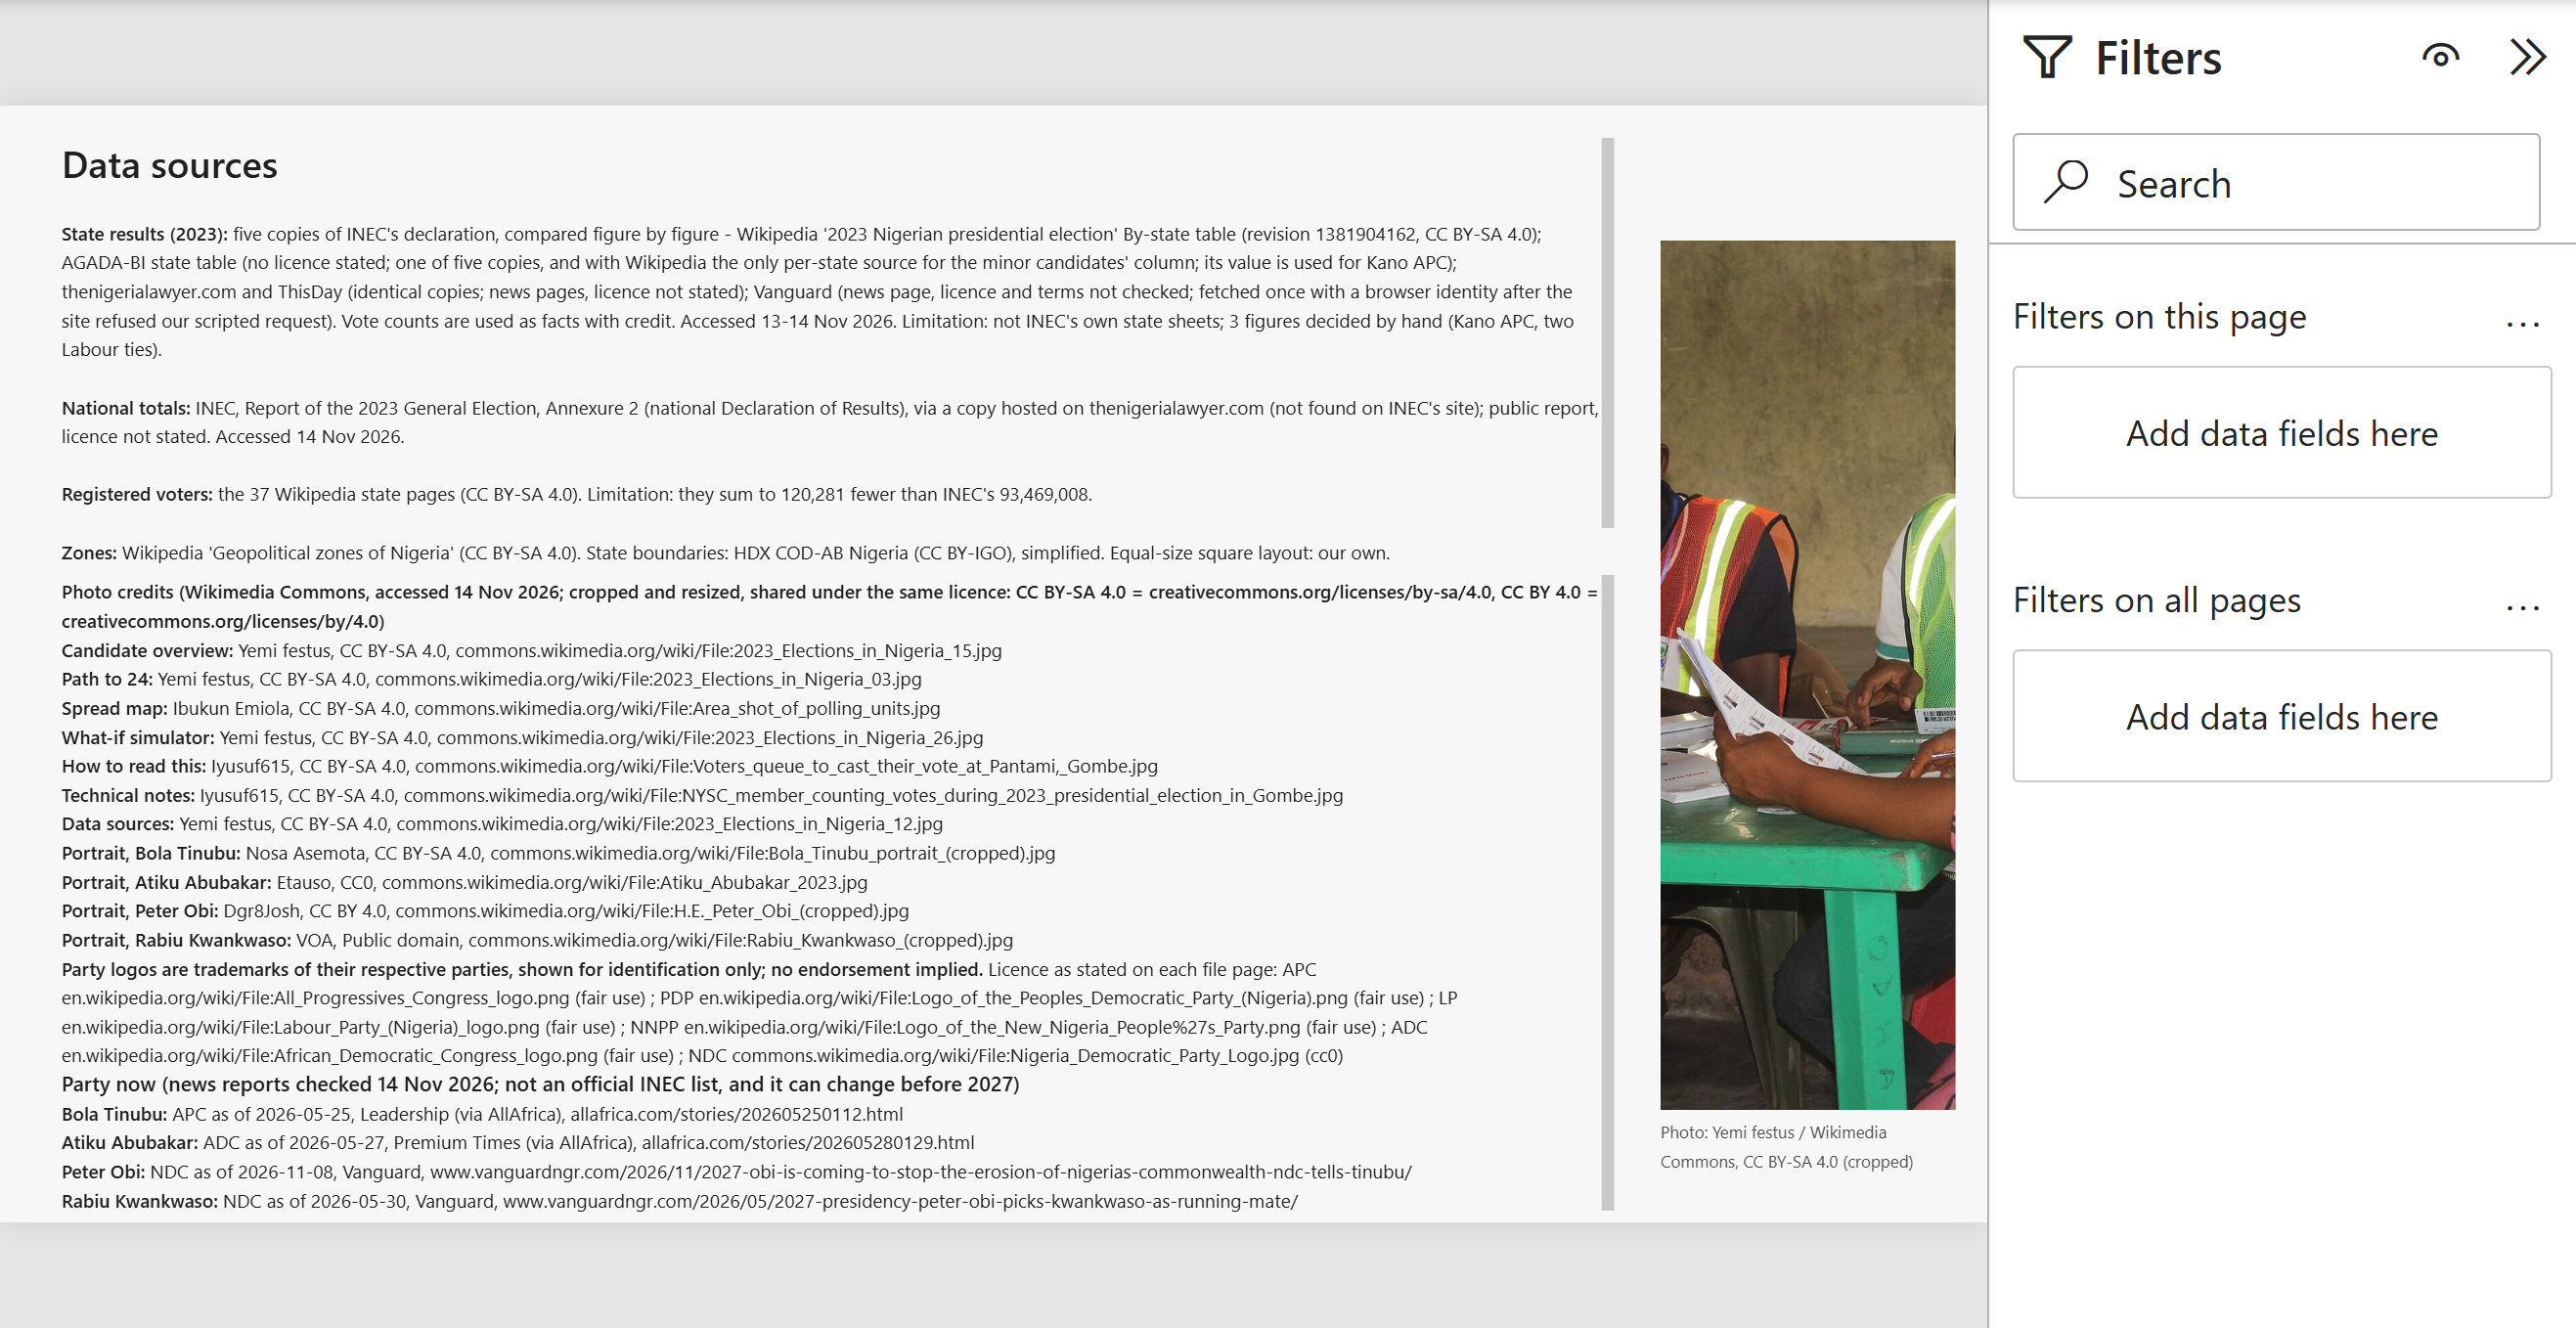 Data sources
State results (2023): five copies of INEC's declaration, compared figure by figure - Wikipedia '2023 Nigerian presidential election' By-state table (revision 1381904162, CC BY-SA 4.0);
AGADA-BI state table (no licence stated; one of five copies, and with Wikipedia the only per-state source for the minor candidates' column; its value is used for Kano APC);
thenigerialawyer.com and ThisDay (identical copies; news pages, licence not stated); Vanguard (news page, licence and terms not checked; fetched once with a browser identity after the
site refused our scripted request). Vote counts are used as facts with credit. Accessed 13-14 Nov 2026. Limitation: not INEC's own state sheets; 3 figures decided by hand (Kano APC, two
Labour ties).
National totals: INEC, Report of the 2023 General Election, Annexure 2 (national Declaration of Results), via a copy hosted on thenigerialawyer.com (not found on INEC's site); public report,
licence not stated. Accessed 14 Nov 2026.
Registered voters: the 37 Wikipedia state pages (CC BY-SA 4.0). Limitation: they sum to 120,281 fewer than INEC's 93,469,008.
Zones: Wikipedia 'Geopolitical zones of Nigeria' (CC BY-SA 4.0). State boundaries: HDX COD-AB Nigeria (CC BY-IGO), simplified. Equal-size square layout: our own.
Photo credits (Wikimedia Commons, accessed 14 Nov 2026; cropped and resized, shared under the same licence: CC BY-SA 4.0 = creativecommons.org/licenses/by-sa/4.0, CC BY 4.0 =
creativecommons.org/licenses/by/4.0)
Candidate overview: Yemi festus, CC BY-SA 4.0, commons.wikimedia.org/wiki/File:2023_Elections_in_Nigeria_15.jpg
Path to 24: Yemi festus, CC BY-SA 4.0, commons.wikimedia.org/wiki/File:2023_Elections_in_Nigeria_03.jpg
Spread map: Ibukun Emiola, CC BY-SA 4.0, commons.wikimedia.org/wiki/File:Area_shot_of_polling_units.jpg
What-if simulator: Yemi festus, CC BY-SA 4.0, commons.wikimedia.org/wiki/File:2023_Elections_in_Nigeria_26.jpg
How to read this: Iyusuf615, CC BY-SA 4.0, commons.wikimedia.org/wiki/File:Voters_queue_to_cast_their_vote_at_Pantami,_Gombe.jpg
Technical notes: Iyusuf615, CC BY-SA 4.0, commons.wikimedia.org/wiki/File:NYSC_member_counting_votes_during_2023_presidential_election_in_Gombe.jpg
Data sources: Yemi festus, CC BY-SA 4.0, commons.wikimedia.org/wiki/File:2023_Elections_in_Nigeria_12.jpg
Portrait, Bola Tinubu: Nosa Asemota, CC BY-SA 4.0, commons.wikimedia.org/wiki/File:Bola_Tinubu_portrait_(cropped).jpg
Portrait, Atiku Abubakar: Etauso, CC0, commons.wikimedia.org/wiki/File:Atiku_Abubakar_2023.jpg
Portrait, Peter Obi: Dgr8Josh, CC BY 4.0, commons.wikimedia.org/wiki/File:H.E._Peter_Obi_(cropped).jpg
Portrait, Rabiu Kwankwaso: VOA, Public domain, commons.wikimedia.org/wiki/File:Rabiu_Kwankwaso_(cropped).jpg
Party logos are trademarks of their respective parties, shown for identification only; no endorsement implied. Licence as stated on each file page: APC
en.wikipedia.org/wiki/File:All_Progressives_Congress_logo.png (fair use) ; PDP en.wikipedia.org/wiki/File:Logo_of_the_Peoples_Democratic_Party_(Nigeria).png (fair use) ; LP
en.wikipedia.org/wiki/File:Labour_Party_(Nigeria)_logo.png (fair use) ; NNPP en.wikipedia.org/wiki/File:Logo_of_the_New_Nigeria_People%27s_Party.png (fair use) ; ADC
en.wikipedia.org/wiki/File:African_Democratic_Congress_logo.png (fair use) ; NDC commons.wikimedia.org/wiki/File:Nigeria_Democratic_Party_Logo.jpg (cc0)
Party now (news reports checked 14 Nov 2026; not an official INEC list, and it can change before 2027)
Bola Tinubu: APC as of 2026-05-25, Leadership (via AllAfrica), allafrica.com/stories/202605250112.html
Atiku Abubakar: ADC as of 2026-05-27, Premium Times (via AllAfrica), allafrica.com/stories/202605280129.html
Peter Obi: NDC as of 2026-11-08, Vanguard, www.vanguardngr.com/2026/11/2027-obi-is-coming-to-stop-the-erosion-of-nigerias-commonwealth-ndc-tells-tinubu/
Rabiu Kwankwaso: NDC as of 2026-05-30, Vanguard, www.vanguardngr.com/2026/05/2027-presidency-peter-obi-picks-kwankwaso-as-running-mate/
Photo: Yemi festus / Wikimedia
Commons, CC BY-SA 4.0 (cropped)
Filters
Search
Filters on this page
...
Add data fields here
Filters on all pages
...
Add data fields here